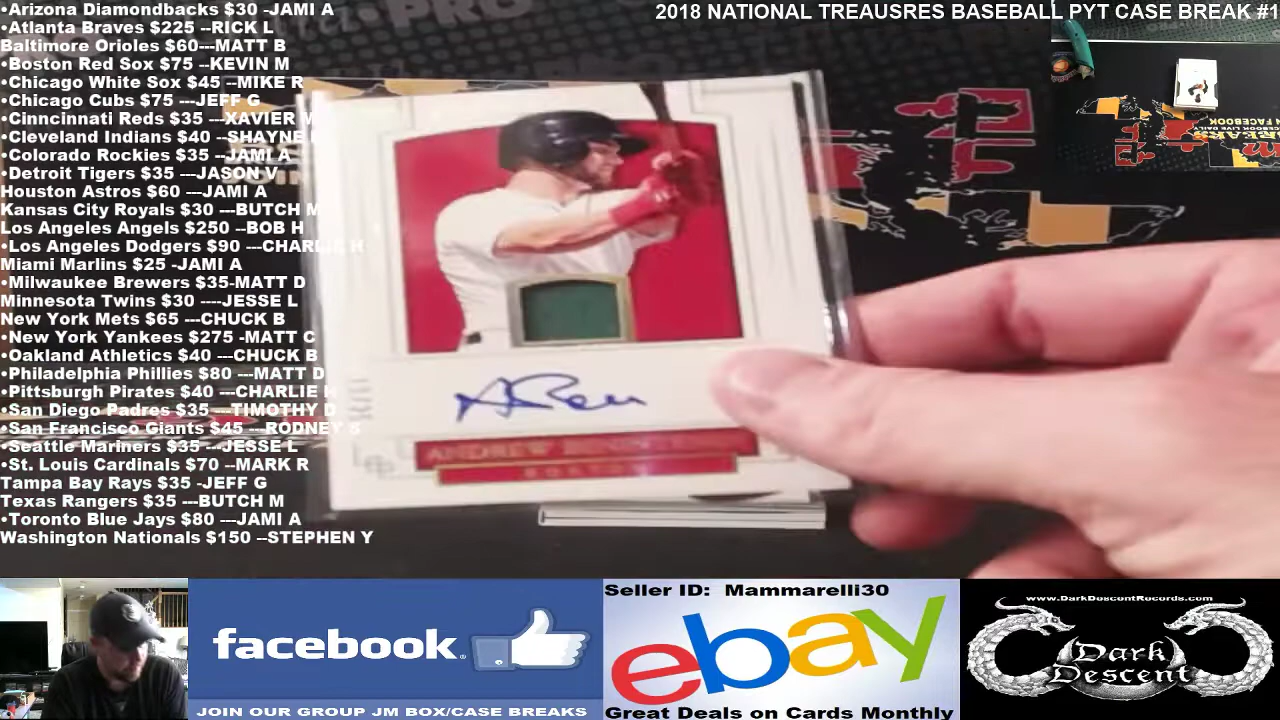 •Arizona Diamondbacks $30 -JAMI A
•Atlanta Braves $225 --RICK L
Baltimore Orioles $60---MATT B
•Boston Red Sox $75 --KEVIN M
•Chicago White Sox $45 --MIKE R
•Chicago Cubs $75 ---JEFF G
•Cinncinnati Reds $35 ---XAVIER M
•Cleveland Indians $40 --SHAYNE
•Colorado Rockies $35 --JAMI A
•Detroit Tigers $35 ---JASON V
Houston Astros $60 ---JAMI A
Kansas City Royals $30 ---BUTCH M
Los Angeles Angels $250 --BOB H
•Los Angeles Dodgers $90 ---CHARLIE H
Miami Marlins $25 -JAMI A
•Milwaukee Brewers $35-MATT D
Minnesota Twins $30 ----JESSE L
New York Mets $65 ---CHUCK B
•New York Yankees $275 -MATT C
•Oakland Athletics $40 ---CHUCK B
•Philadelphia Phillies $80 ---MATT D
•Pittsburgh Pirates $40 ---CHARLIE H
•San Diego Padres $35 ----TIMOTHY D
•San Francisco Giants $45 ---RODNEY S
•Seattle Mariners $35 ---JESSE L
•St. Louis Cardinals $70 --MARK R
Tampa Bay Rays $35 -JEFF G
Texas Rangers $35 ---BUTCH M
•Toronto Blue Jays $80 ---JAMI A
Washington Nationals $150 --STEPHEN Y
2018 NATIONAL TREAUSRES BASEBALL PYT CASE BREAK #1
ANDREW
BOSTON
facebook.
JOIN OUR GROUP JM BOX/CASE BREAKS
Seller ID: Mammarelli30
ebay
Great Deals on Cards Monthly
www.DarkDescentRecords.com
Dark
Descent